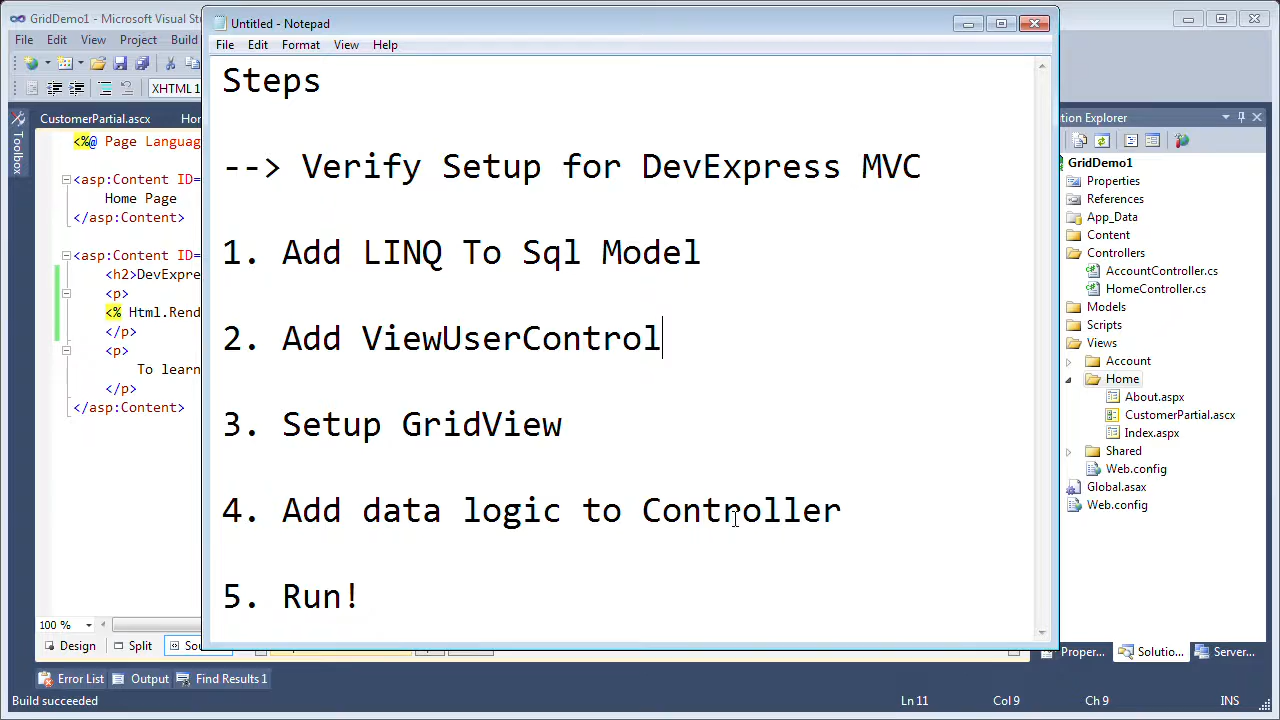 GridDemo1 - Microsoft Visual Stu
Untitled - Notepad
File Edit View Project Build
File Edit Format View Help
XHTML 1
Toolbox
CustomerPartial.ascx
<%@ Page Languag
<asp:Content ID=
Home Page
</asp:Content>
<asp:Content ID=
<h2>DevExpre
<p>
<% Html.Rend
</p>
<p>
To learn
</p>
</asp:Content>
100 %
Design Split
Steps
--> Verify Setup for DevExpress MVC
1. Add LINQ To Sql Model
2. Add ViewUserControl
3. Setup GridView
4. Add data logic to Controller
5. Run!
Explorer
GridDemo1
Properties
References
App_Data
Content
Controllers
AccountController.cs
HomeController.cs
Models
Scripts
Views
Account
Home
About.aspx
CustomerPartial.ascx
Index.aspx
Shared
Web.config
Global.asax
Web.config
Proper... Solutio... Server...
Error List Output Find Results 1
Build succeeded Ln 11 Col 9 Ch 9 INS